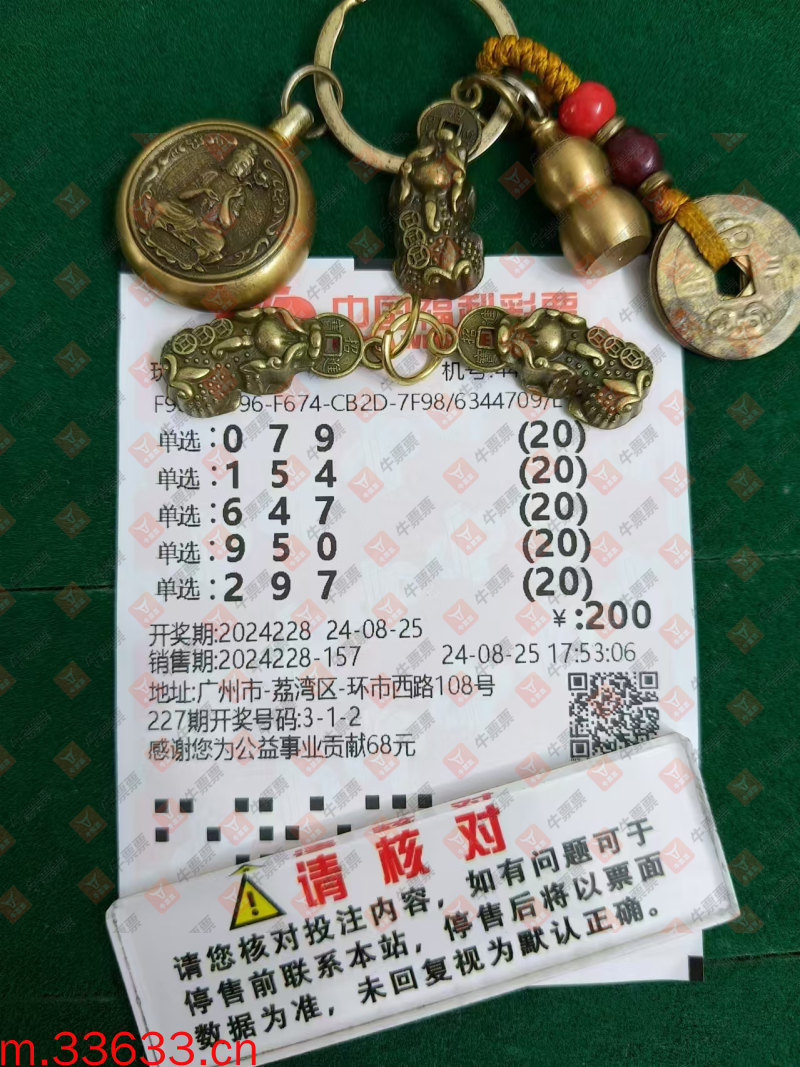 中国福利彩票
机号:
-F674-CB2D-7F98/6344709/
单选:0 7 9 (20)
单选:1 5 4 (20)
单选:6 4 7 (20)
单选:9 5 0 (20)
单选:2 9 7 (20)
¥:200
开奖期:2024228 24-08-25
销售期:2024228-157 24-08-25 17:53:06
地址:广州市-荔湾区-环市西路108号
227期开奖号码:3-1-2
感谢您为公益事业贡献68元
请核对
请您核对投注内容，如有问题可于
停售前联系本站，停售后将以票面
数据为准，未回复视为默认正确。
牛票票
m.33633.cn